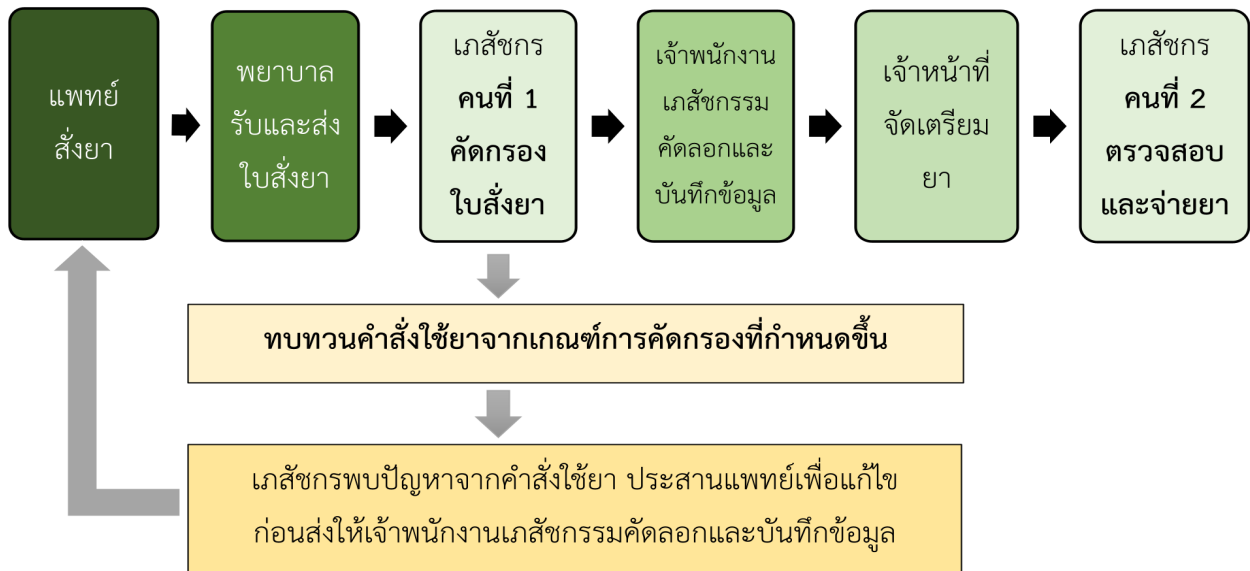 แพทย์
สั่งยา
พยาบาล
รับและส่ง
ใบสั่งยา
เภสัชกร
คนที่ 1
คัดกรอง
ใบสั่งยา
เจ้าพนักงาน
เภสัชกรรม
คัดลอกและ
บันทึกข้อมูล
เจ้าหน้าที่
จัดเตรียม
ยา
เภสัชกร
คนที่ 2
ตรวจสอบ
และจ่ายยา
ทบทวนคำสั่งใช้ยาจากเกณฑ์การคัดกรองที่กำหนดขึ้น
เภสัชกรพบปัญหาจากคำสั่งใช้ยา ประสานแพทย์เพื่อแก้ไข
ก่อนส่งให้เจ้าพนักงานเภสัชกรรมคัดลอกและบันทึกข้อมูล